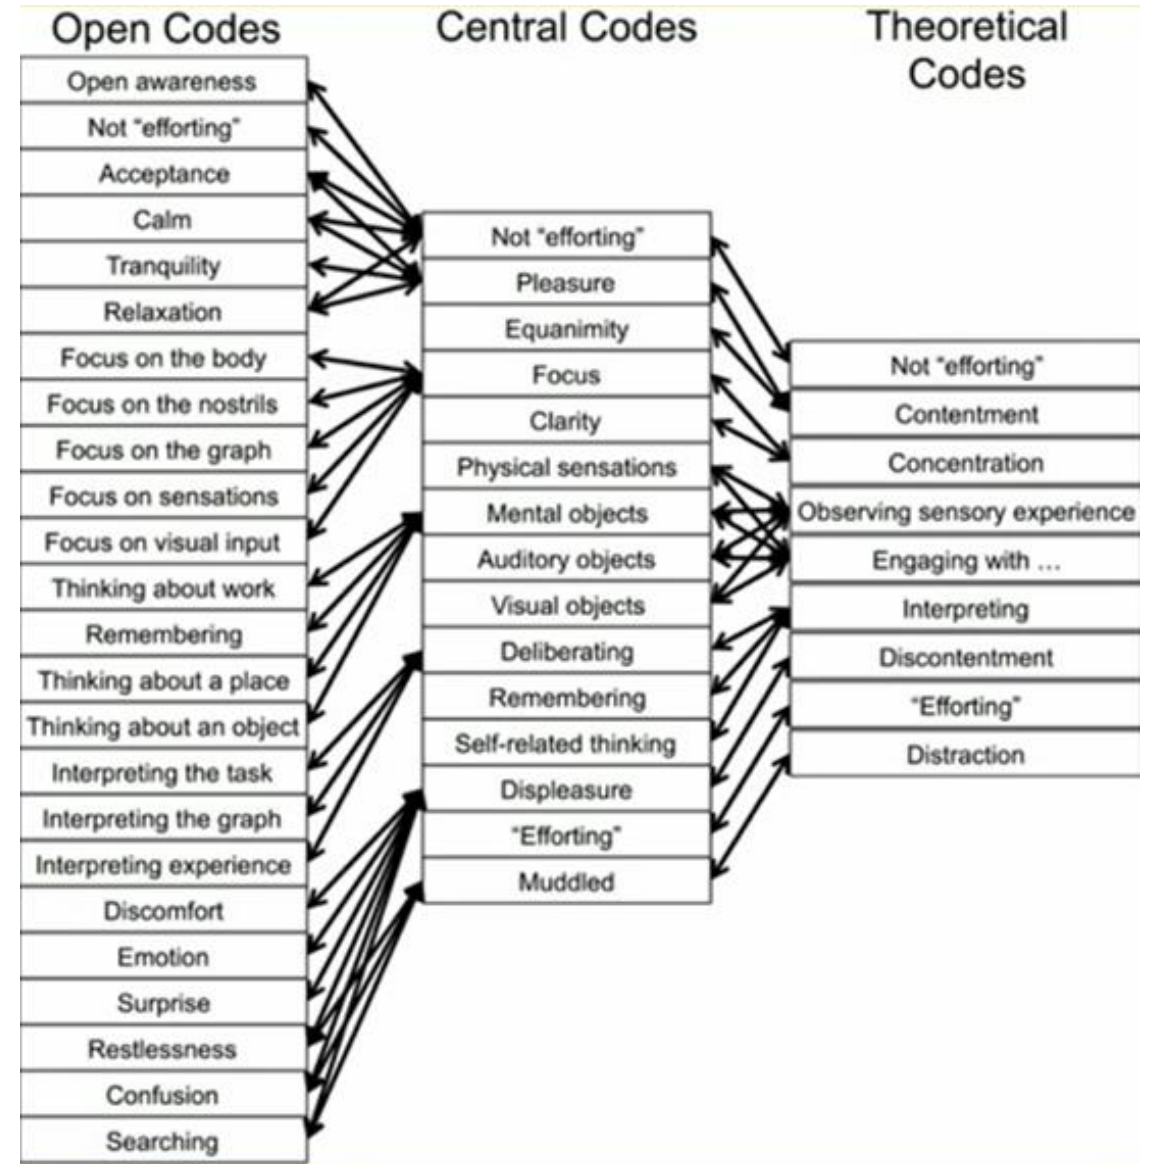 Open Codes
Open awareness
Not “efforting”
Acceptance
Calm
Tranquility
Relaxation
Focus on the body
Focus on the nostrils
Focus on the graph
Focus on sensations
Focus on visual input
Thinking about work
Remembering
Thinking about a place
Thinking about an object
Interpreting the task
Interpreting the graph
Interpreting experience
Discomfort
Emotion
Surprise
Restlessness
Confusion
Searching
Central Codes
Not “efforting”
Pleasure
Equanimity
Focus
Clarity
Physical sensations
Mental objects
Auditory objects
Visual objects
Deliberating
Remembering
Self-related thinking
Displeasure
“Efforting”
Muddled
Theoretical
Codes
Not “efforting”
Contentment
Concentration
Observing sensory experience
Engaging with ...
Interpreting
Discontentment
“Efforting”
Distraction